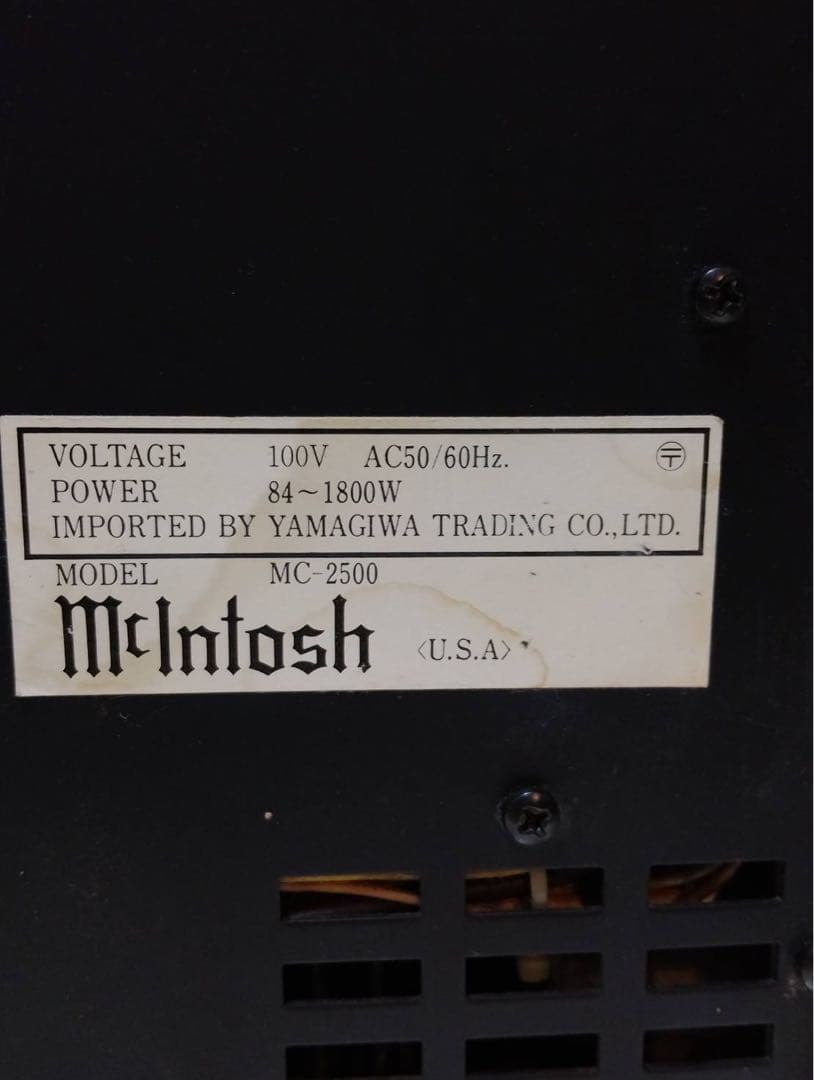 VOLTAGE 100V AC50/60Hz. 〶
POWER 84~1800W
IMPORTED BY YAMAGIWA TRADING CO.,LTD.
MODEL MC-2500
McIntosh <U.S.A>